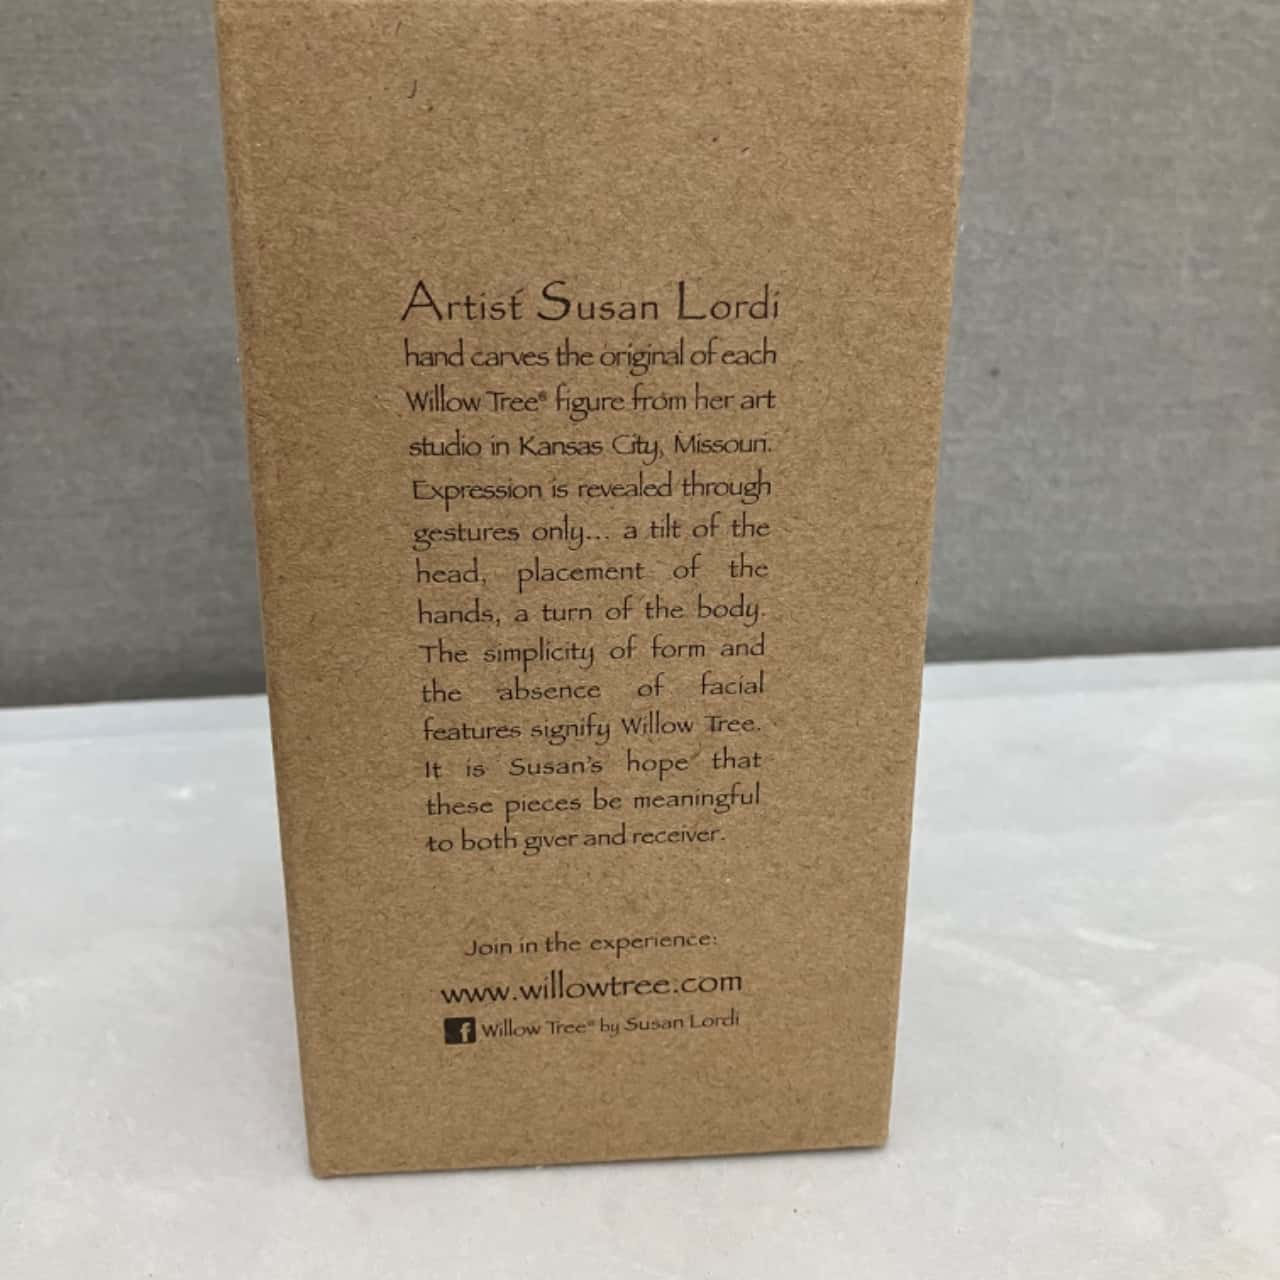 Artist Susan Lordi
hand carves the original of each
Willow Tree® figure from her art
studio in Kansas City, Missouri.
Expression is revealed through
gestures only... a tilt of the
head, placement of the
hands, a turn of the body.
The simplicity of form and
the absence of facial
features signify Willow Tree.
It is Susan's hope that
these pieces be meaningful
to both giver and receiver.
Join in the experience:
www.willowtree.com
f Willow Tree® by Susan Lordi